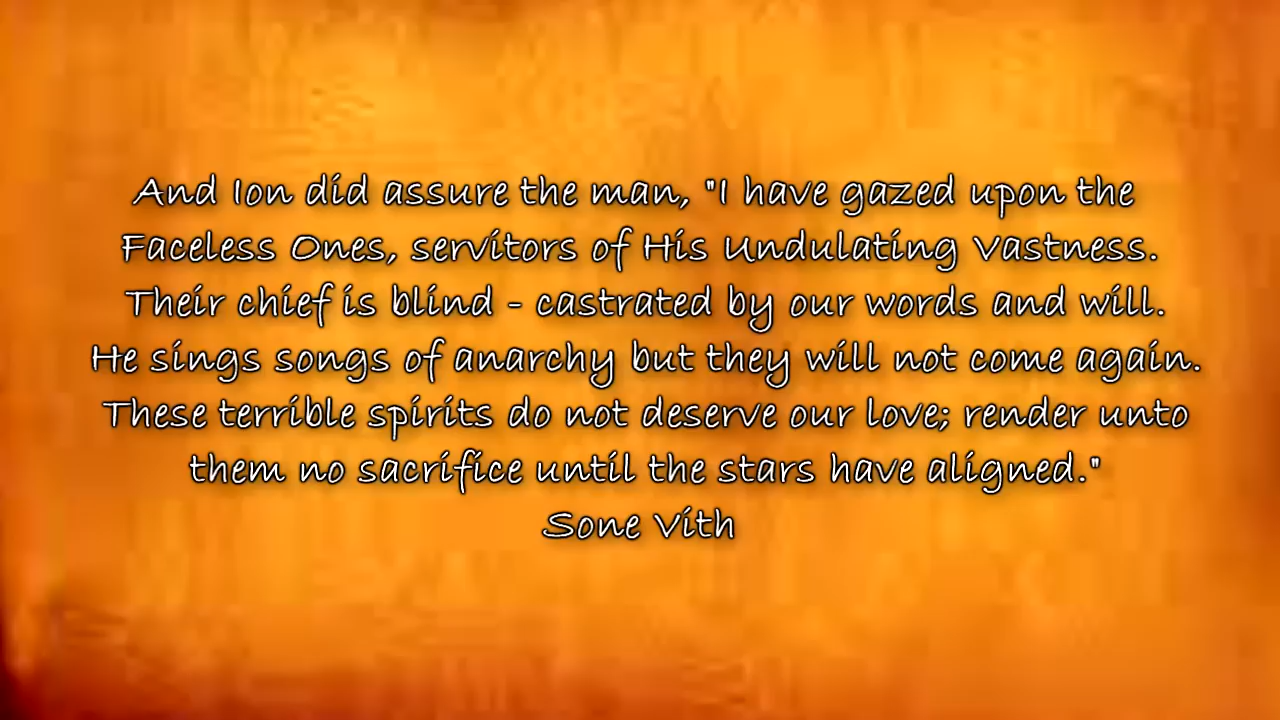 And Ion did assure the man, "I have gazed upon the
Faceless Ones, servitors of His Undulating Vastness.
Their chief is blind - castrated by our words and will.
He sings songs of anarchy but they will not come again.
These terrible spirits do not deserve our love; render unto
them no sacrifice until the stars have aligned."
Sone Vith